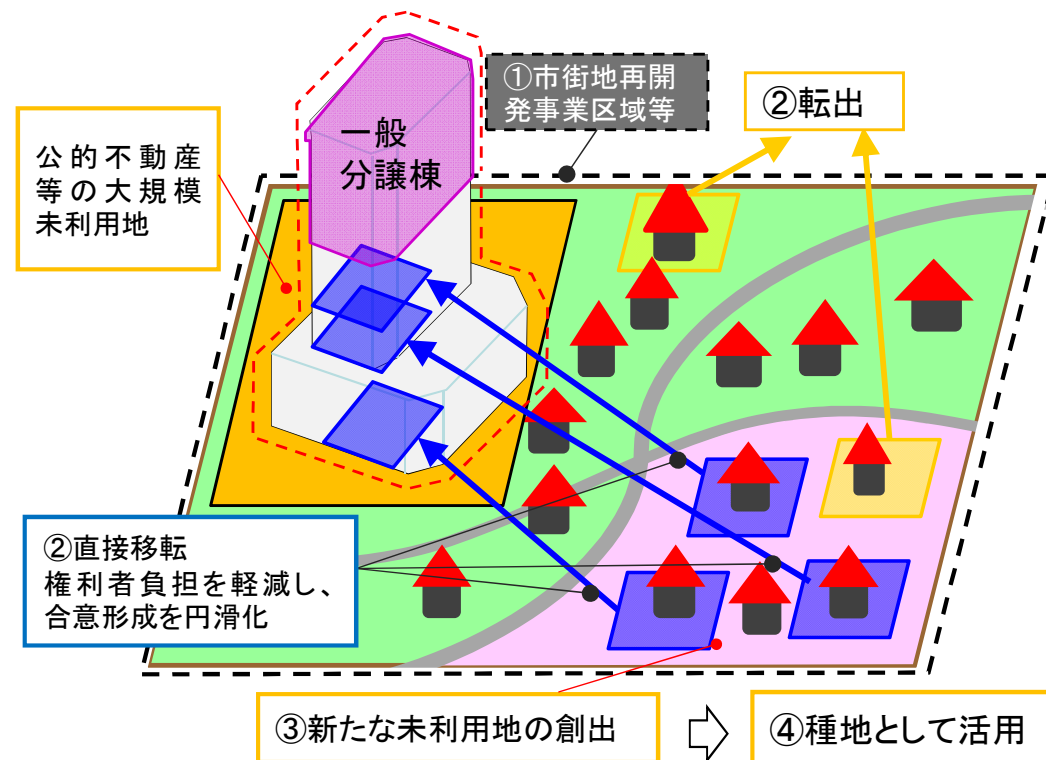 ①市街地再開
発事業区域等
②転出
一般
分譲棟
公的不動産
等の大規模
未利用地
②直接移転
権利者負担を軽減し、
合意形成を円滑化
③新たな未利用地の創出
④種地として活用